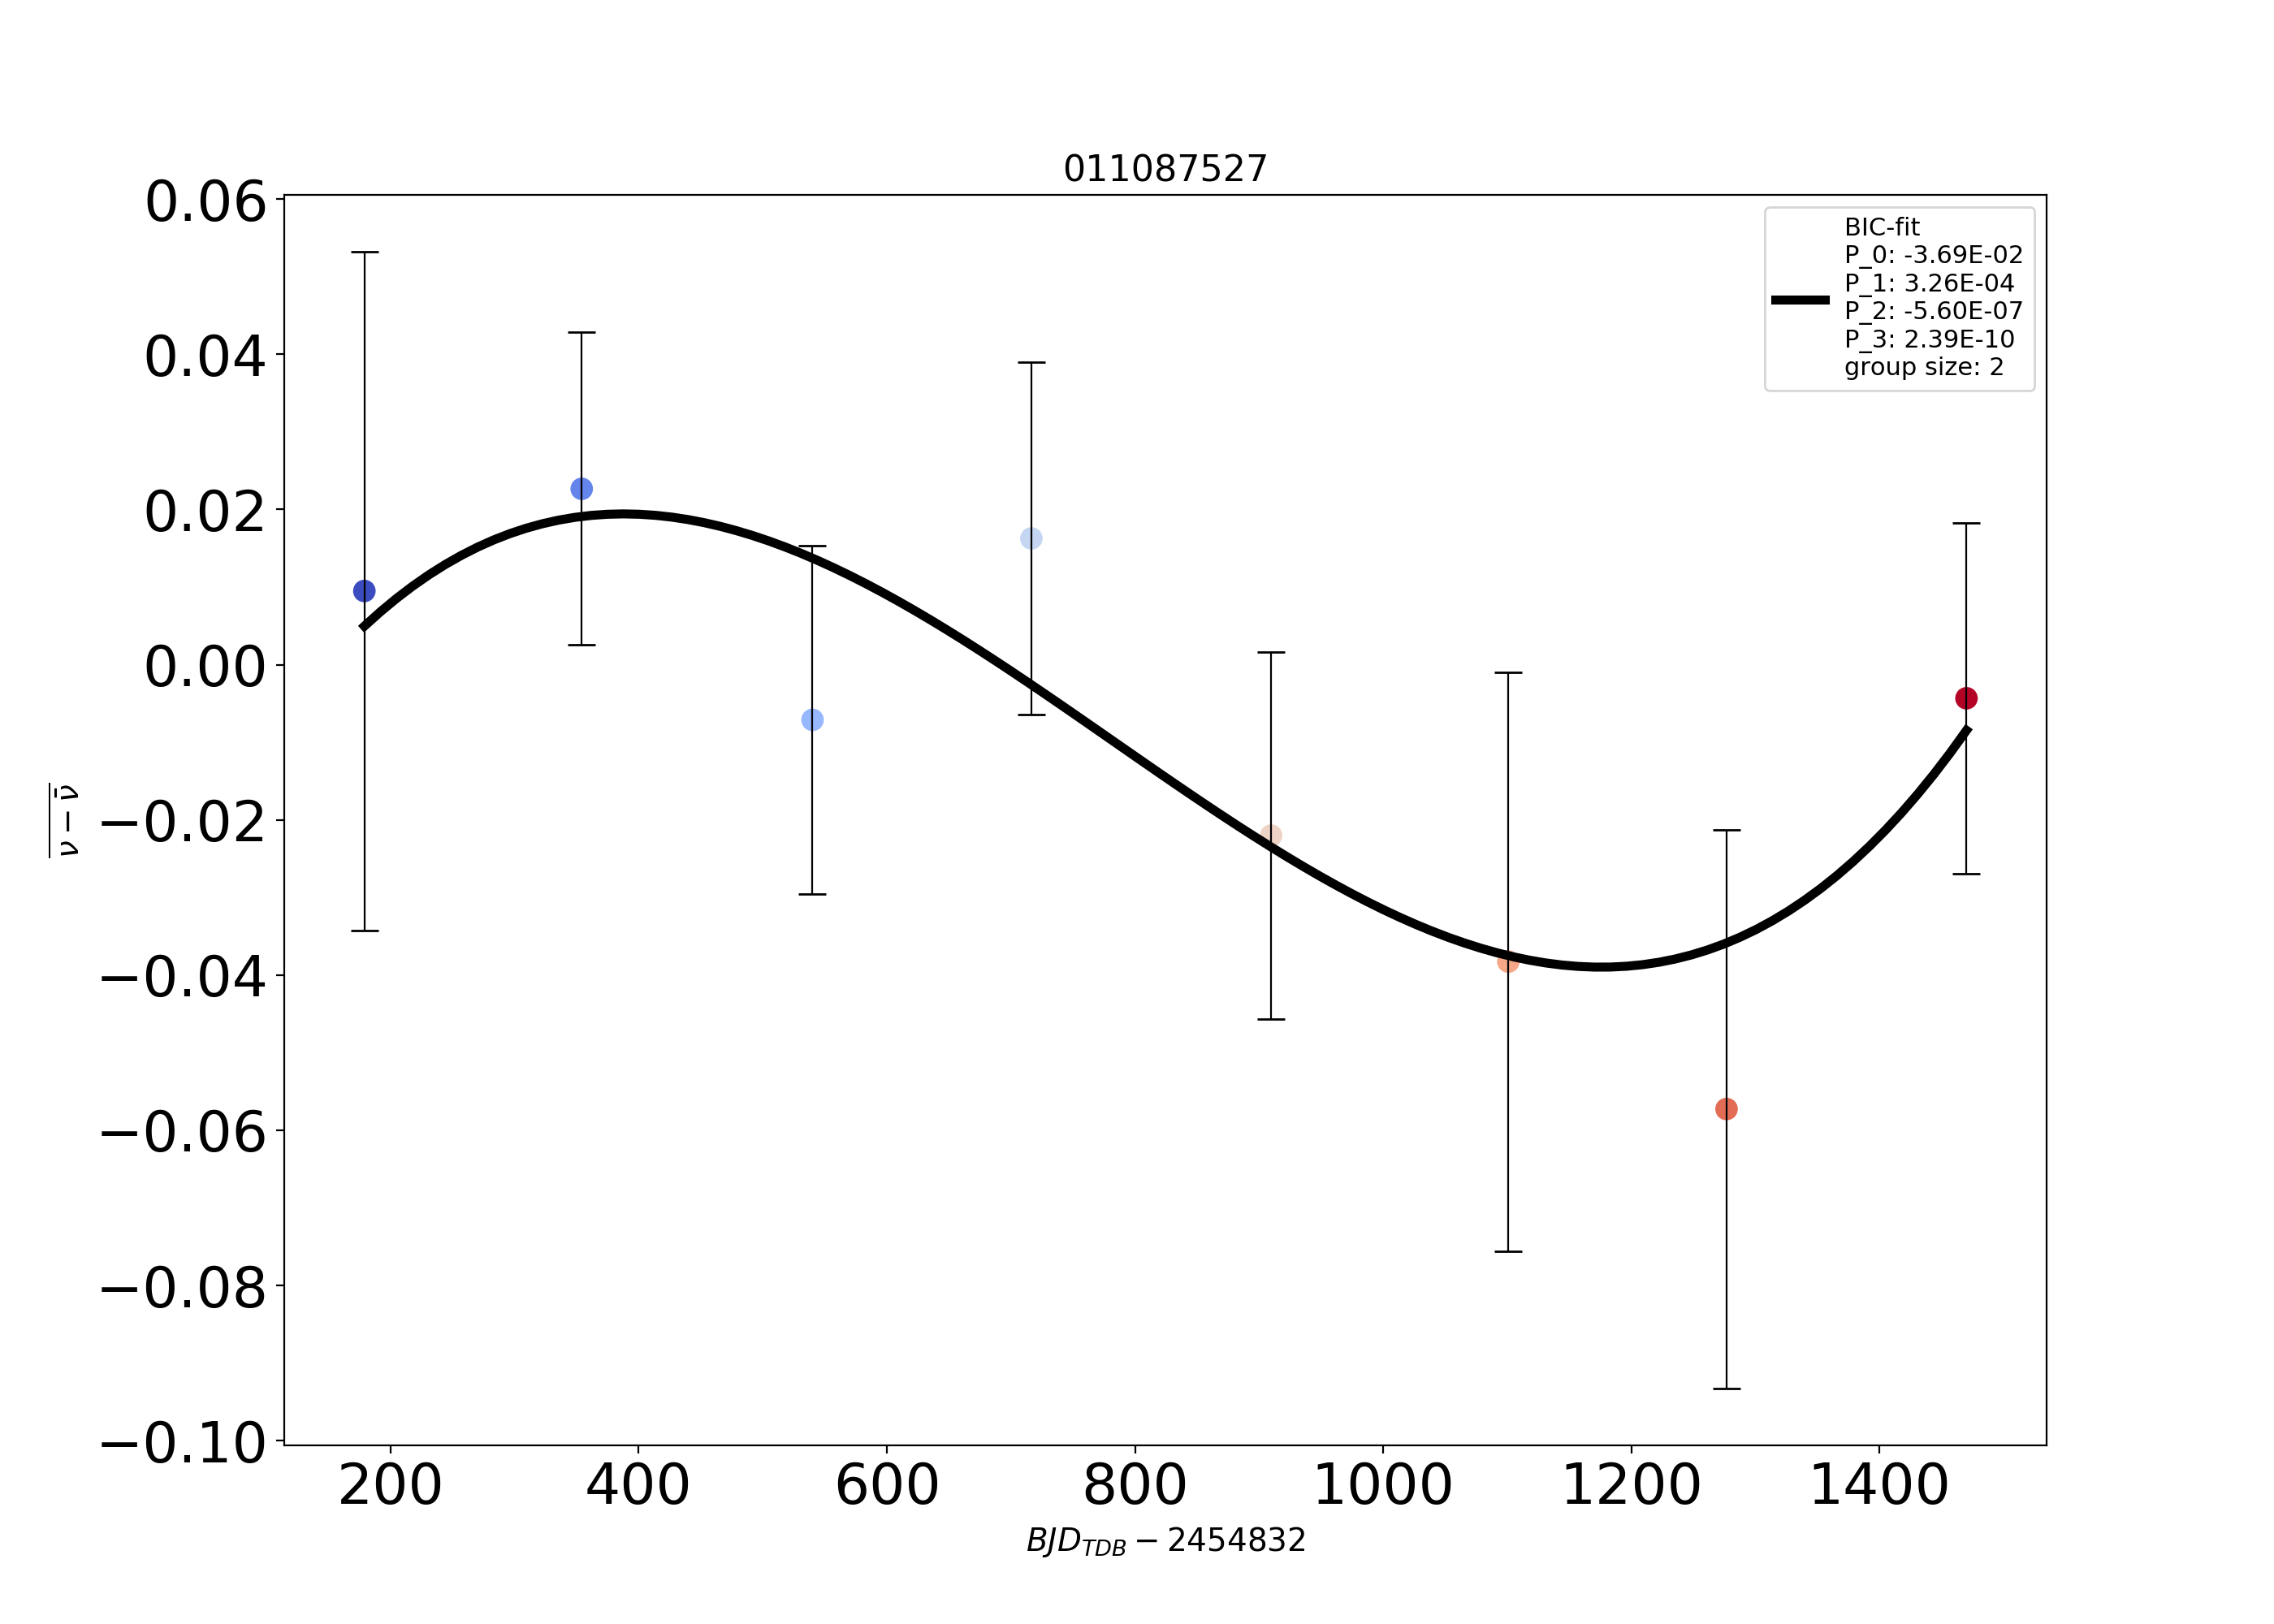 011087527
0.06
0.04
0.02
0.00
−0.02
−0.04
−0.06
−0.08
−0.10
BIC-fit
P_0: -3.69E-02
P_1: 3.26E-04
P_2: -5.60E-07
P_3: 2.39E-10
group size: 2
ν − ν̄
200 400 600 800 1000 1200 1400
BJD_TDB − 2454832